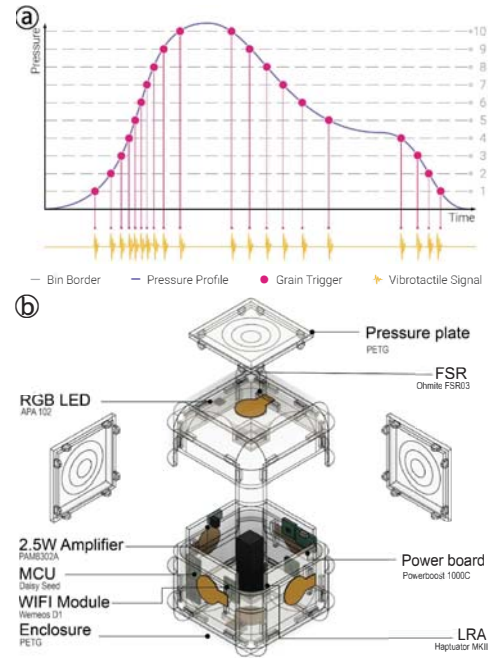 a
Pressure
10
9
8
7
6
5
4
3
2
1
Time
Bin Border
Pressure Profile
Grain Trigger
Vibrotactile Signal
b
Pressure plate
PETG
FSR
Ohmite FSR03
RGB LED
APA 102
2.5W Amplifier
PAM8302A
MCU
Daisy Seed
WIFI Module
Wemeos D1
Enclosure
PETG
Power board
Powerboost 1000C
LRA
Haptuator MKII